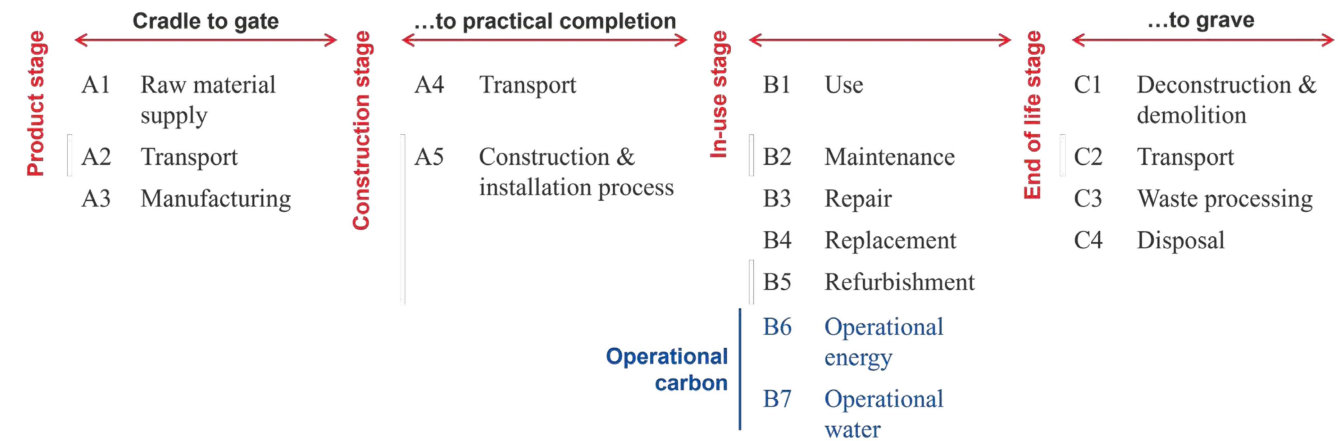 Product stage
Cradle to gate
A1 Raw material
supply
A2 Transport
A3 Manufacturing
Construction stage
…to practical completion
A4 Transport
A5 Construction &
installation process
In-use stage
B1 Use
B2 Maintenance
B3 Repair
B4 Replacement
B5 Refurbishment
Operational
carbon
B6 Operational
energy
B7 Operational
water
End of life stage
…to grave
C1 Deconstruction &
demolition
C2 Transport
C3 Waste processing
C4 Disposal